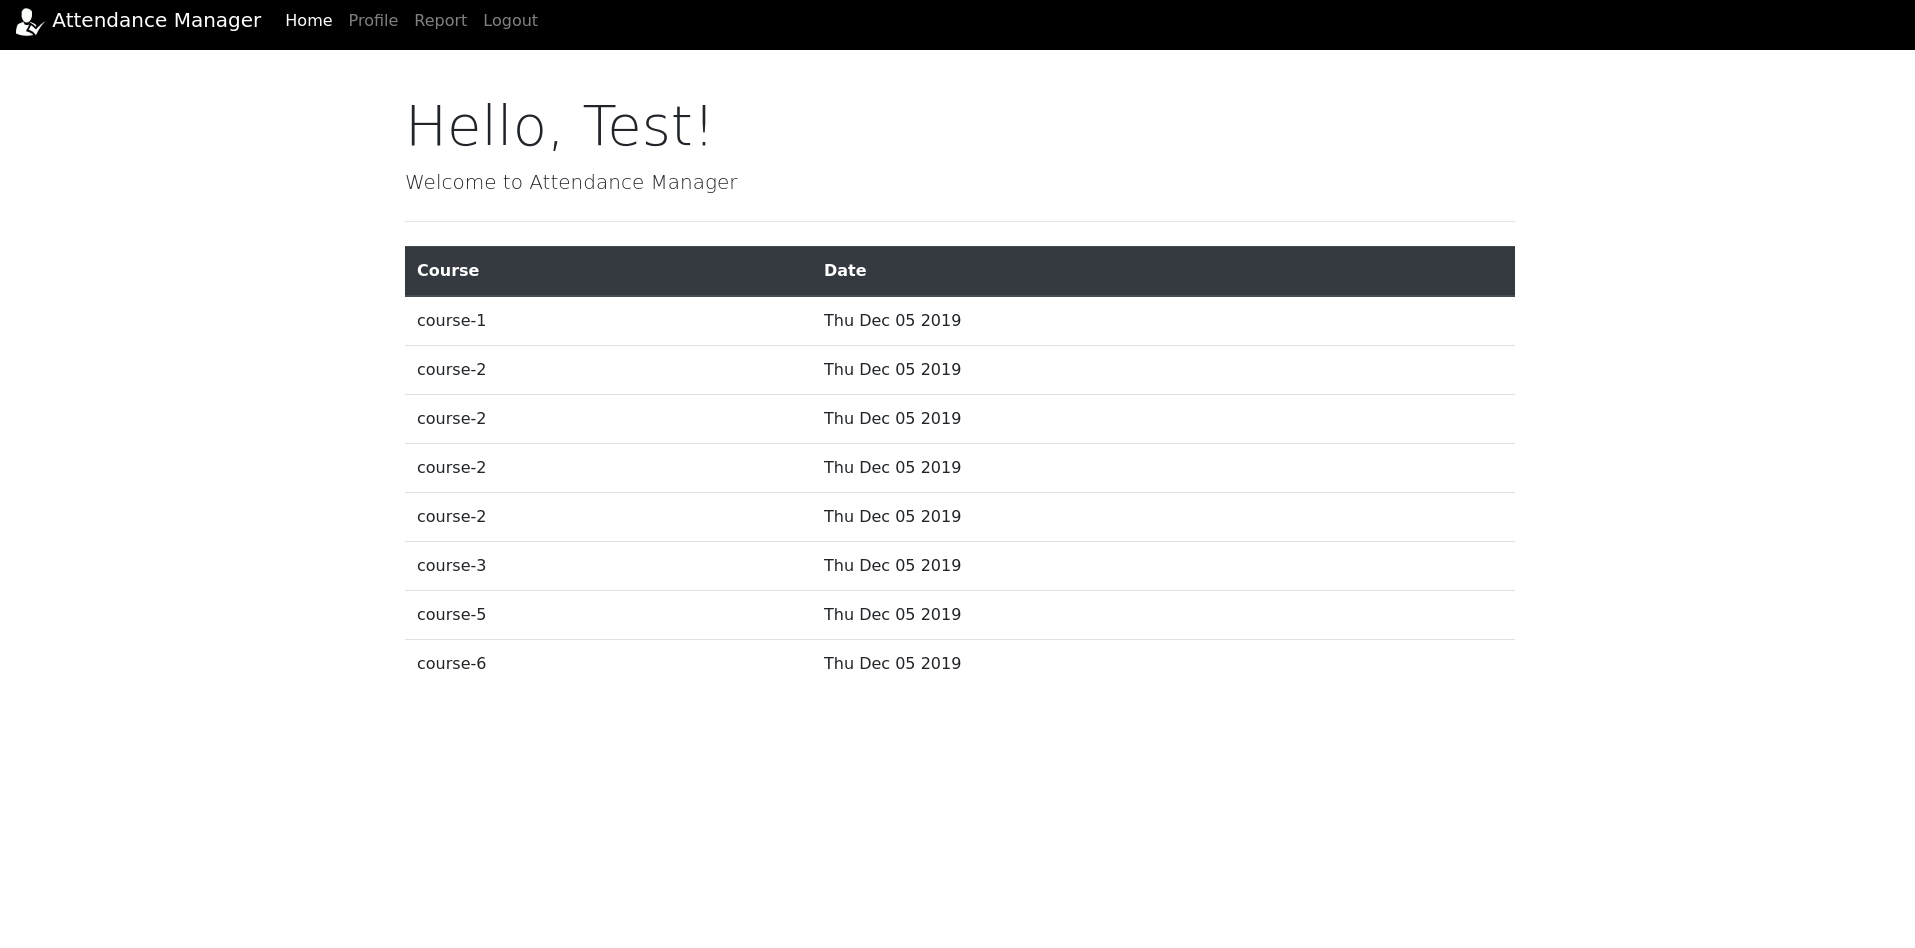 Attendance Manager Home Profile Report Logout
Hello, Test!
Welcome to Attendance Manager
Course Date
course-1 Thu Dec 05 2019
course-2 Thu Dec 05 2019
course-2 Thu Dec 05 2019
course-2 Thu Dec 05 2019
course-2 Thu Dec 05 2019
course-3 Thu Dec 05 2019
course-5 Thu Dec 05 2019
course-6 Thu Dec 05 2019